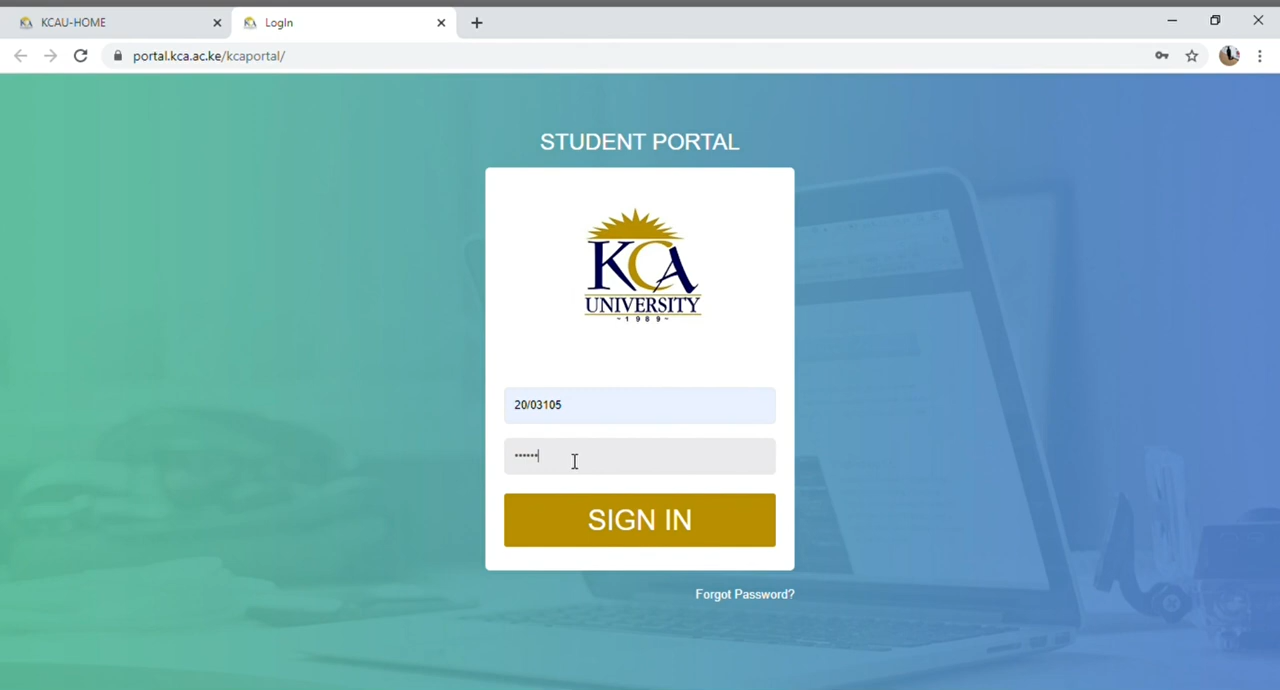 KCAU-HOME
LogIn
portal.kca.ac.ke/kcaportal/
STUDENT PORTAL
KCA
UNIVERSITY
~1989~
20/03105
••••••
SIGN IN
Forgot Password?